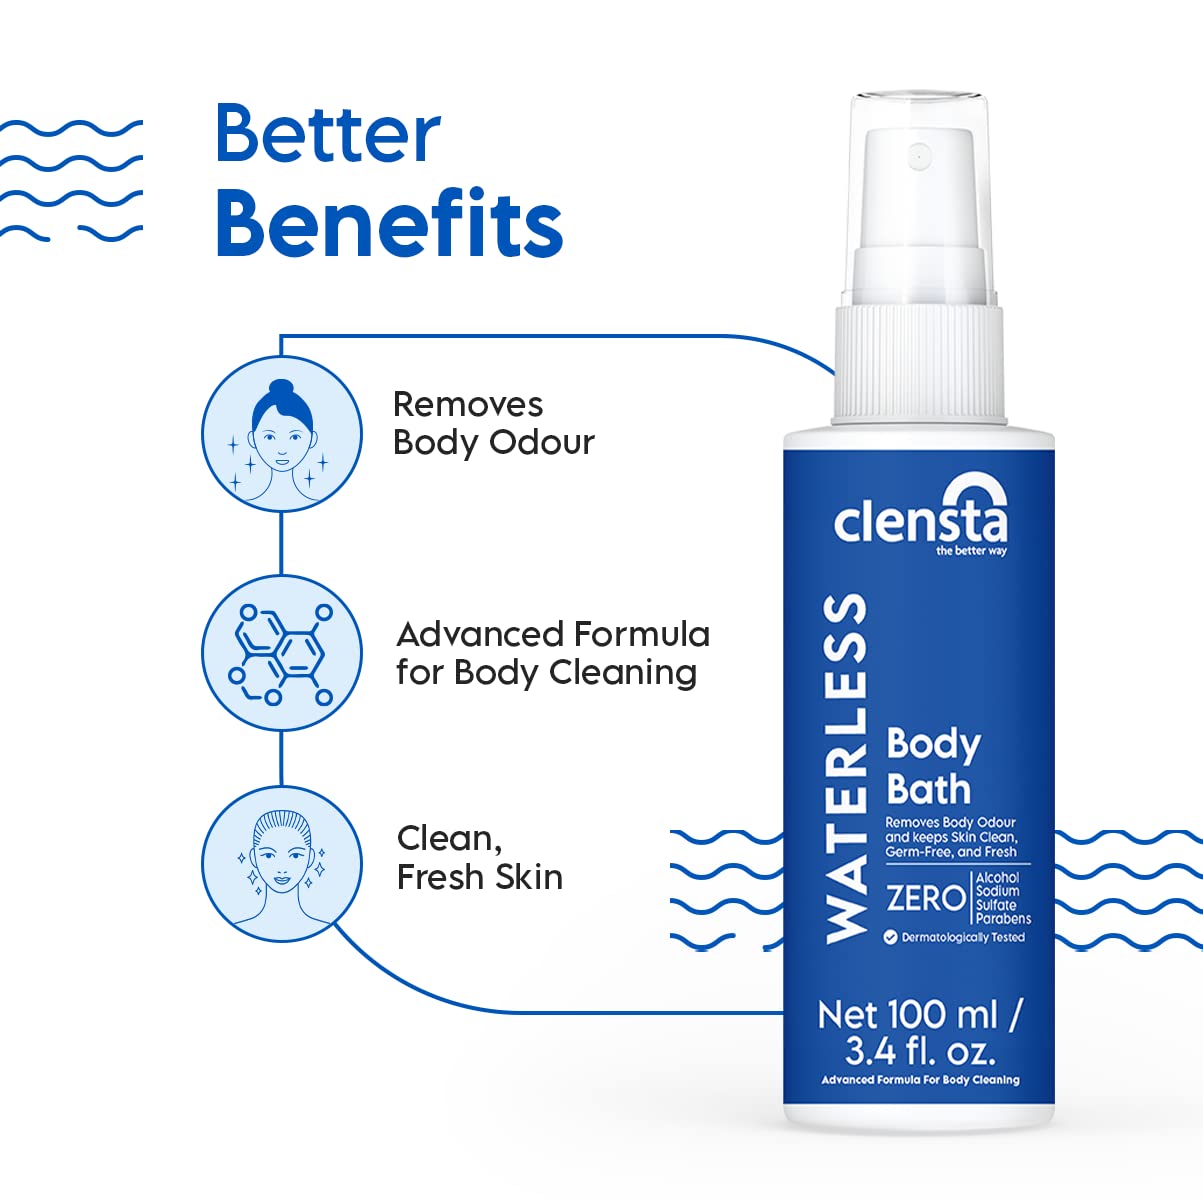 Better
Benefits
Removes
Body Odour
Advanced Formula
for Body Cleaning
Clean,
Fresh Skin
clensta
the better way
WATERLESS
Body
Bath
Removes Body Odour
and keeps Skin Clean,
Germ-Free, and Fresh
ZERO
Alcohol
Sodium
Sulfate
Parabens
Dermatologically Tested
Net 100 ml /
3.4 fl. oz.
Advanced Formula For Body Cleaning